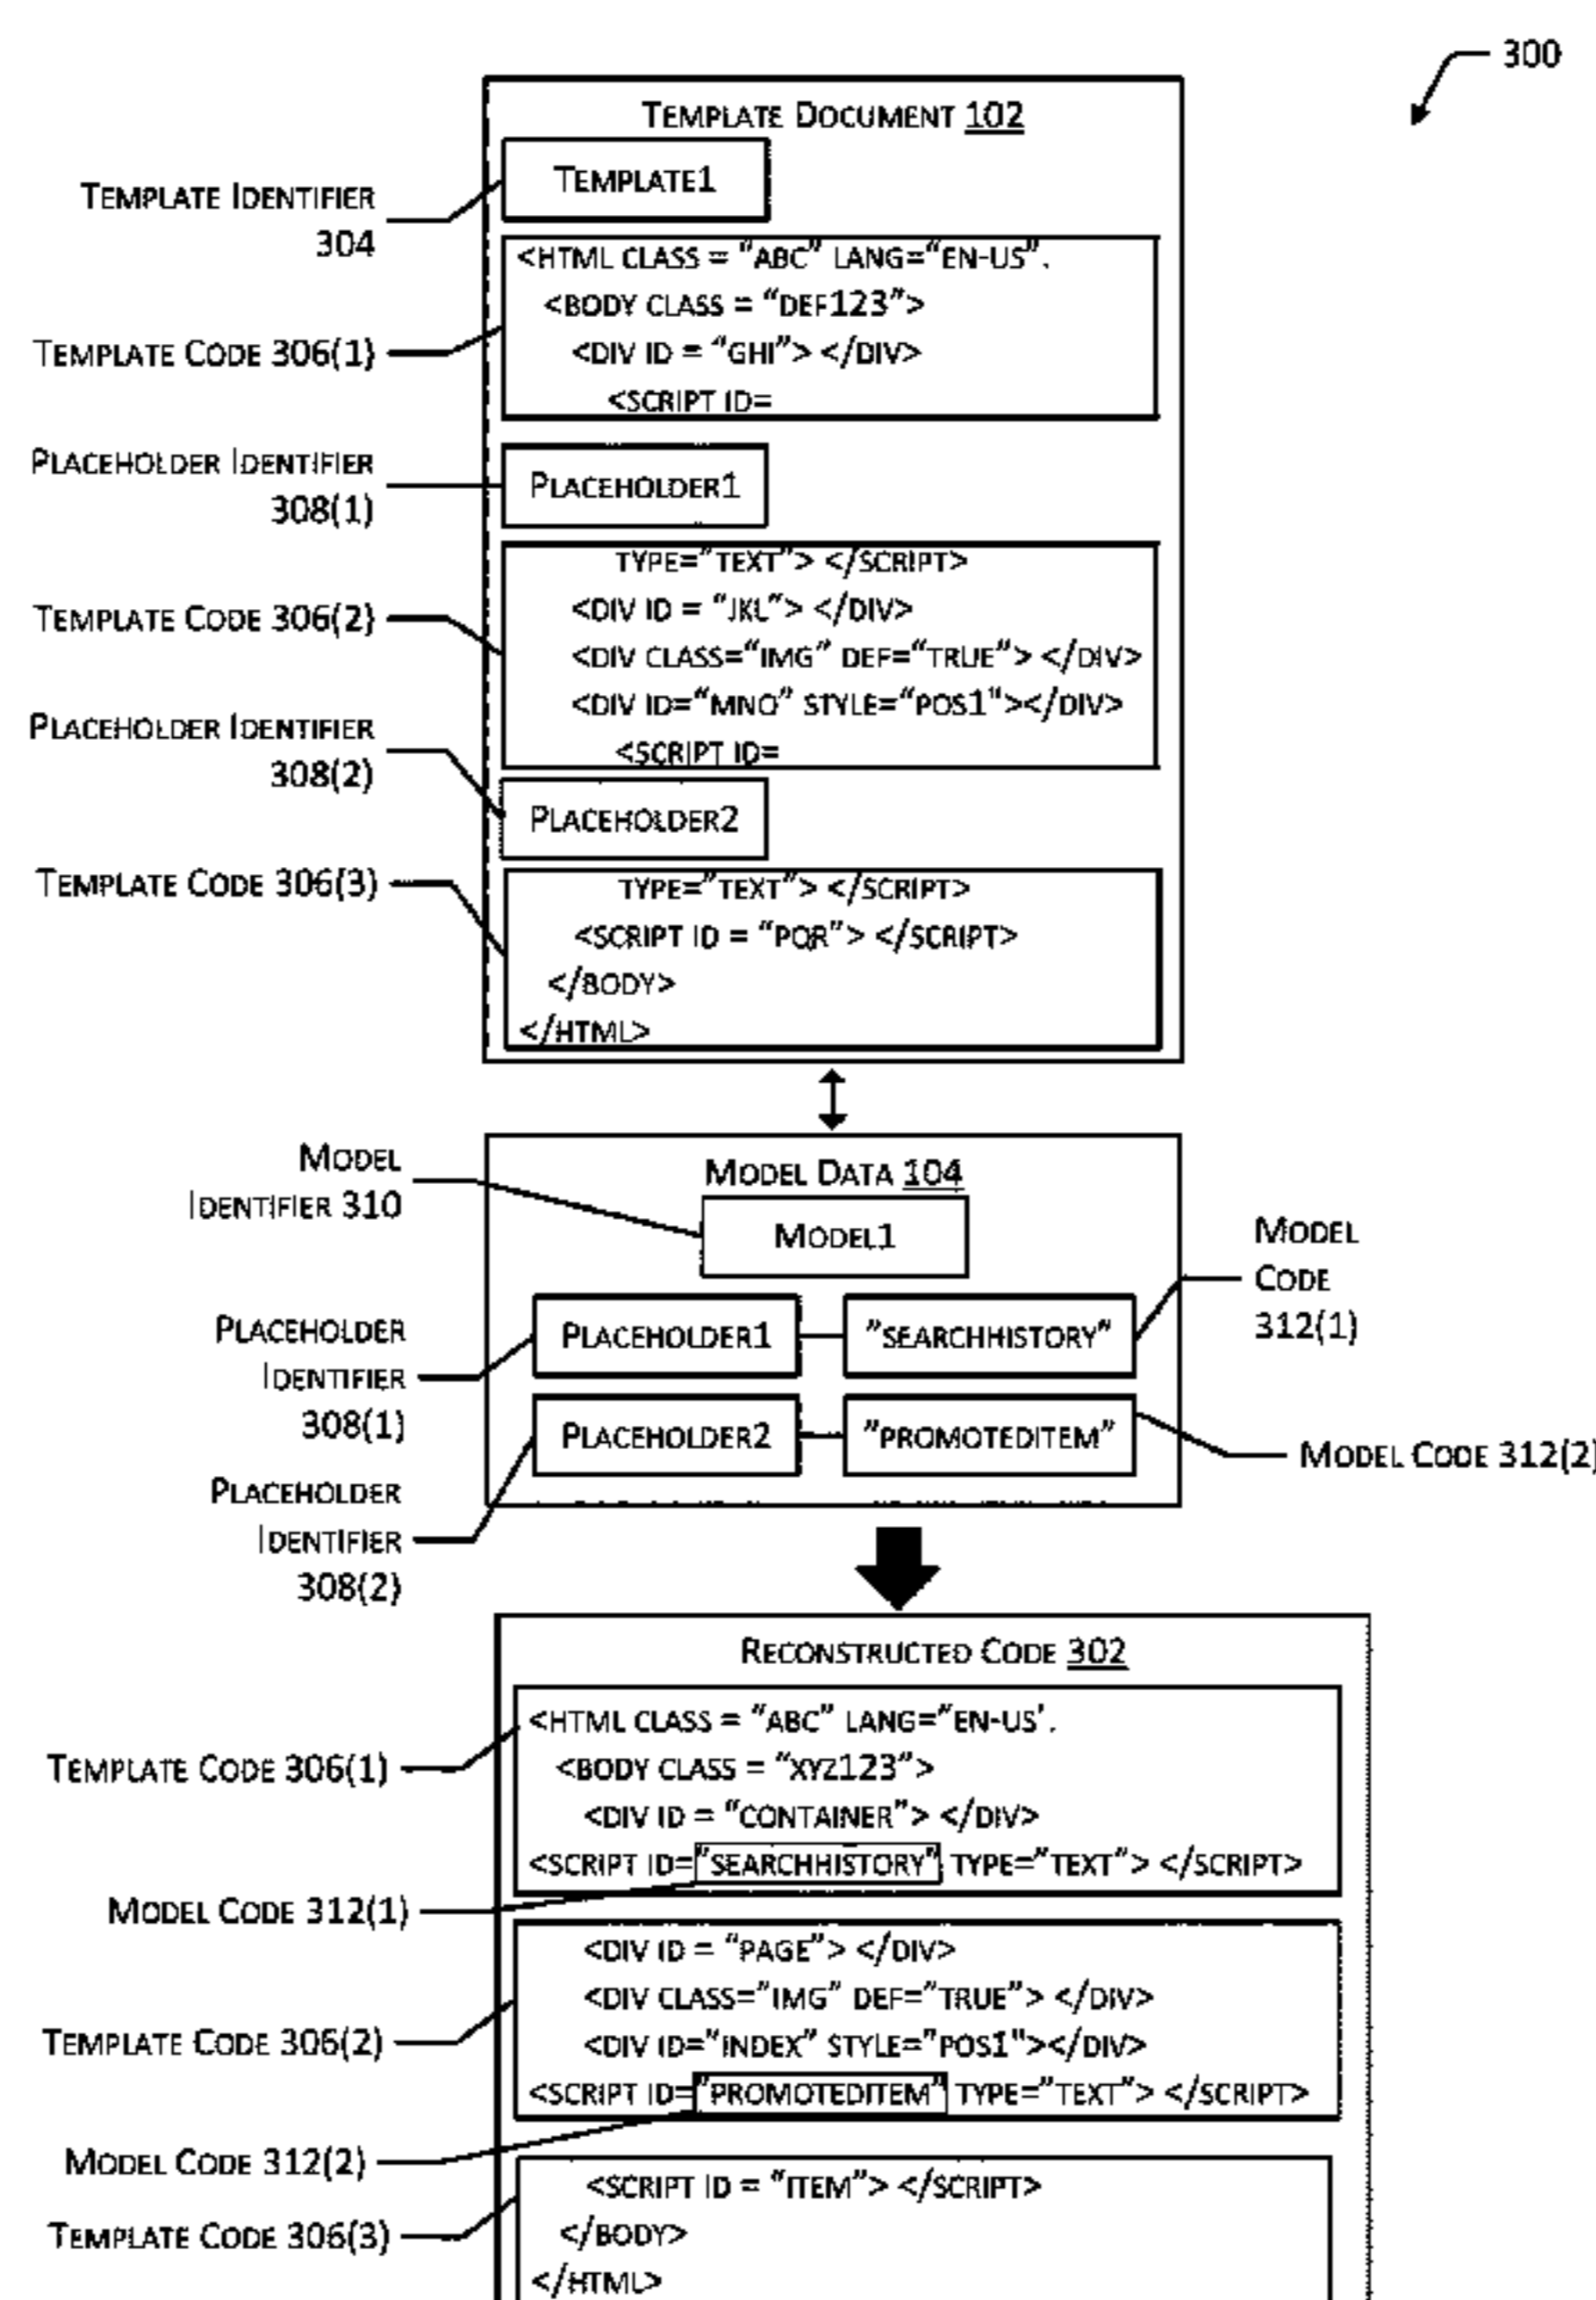 300
TEMPLATE DOCUMENT 102
TEMPLATE IDENTIFIER
304
TEMPLATE1
<HTML CLASS = "ABC" LANG="EN-US".
<BODY CLASS = "DEF123">
<DIV ID = "GHI"> </DIV>
<SCRIPT ID=
TEMPLATE CODE 306(1)
PLACEHOLDER IDENTIFIER
308(1)
PLACEHOLDER1
TYPE="TEXT"> </SCRIPT>
<DIV ID = "JKL"> </DIV>
<DIV CLASS="IMG" DEF="TRUE"> </DIV>
<DIV ID="MNO" STYLE="POS1"></DIV>
<SCRIPT ID=
TEMPLATE CODE 306(2)
PLACEHOLDER IDENTIFIER
308(2)
PLACEHOLDER2
TEMPLATE CODE 306(3)
TYPE="TEXT"> </SCRIPT>
<SCRIPT ID = "PQR"> </SCRIPT>
</BODY>
</HTML>
MODEL
IDENTIFIER 310
MODEL DATA 104
MODEL1
MODEL
CODE
312(1)
PLACEHOLDER
IDENTIFIER
308(1)
PLACEHOLDER1
"SEARCHHISTORY"
PLACEHOLDER2
"PROMOTEDITEM"
MODEL CODE 312(2)
PLACEHOLDER
IDENTIFIER
308(2)
RECONSTRUCTED CODE 302
<HTML CLASS = "ABC" LANG="EN-US'.
<BODY CLASS = "XYZ123">
<DIV ID = "CONTAINER"> </DIV>
<SCRIPT ID="SEARCHHISTORY" TYPE="TEXT"> </SCRIPT>
TEMPLATE CODE 306(1)
MODEL CODE 312(1)
<DIV ID = "PAGE"> </DIV>
<DIV CLASS="IMG" DEF="TRUE"> </DIV>
<DIV ID="INDEX" STYLE="POS1"></DIV>
<SCRIPT ID="PROMOTEDITEM" TYPE="TEXT"> </SCRIPT>
TEMPLATE CODE 306(2)
MODEL CODE 312(2)
<SCRIPT ID = "ITEM"> </SCRIPT>
</BODY>
</HTML>
TEMPLATE CODE 306(3)